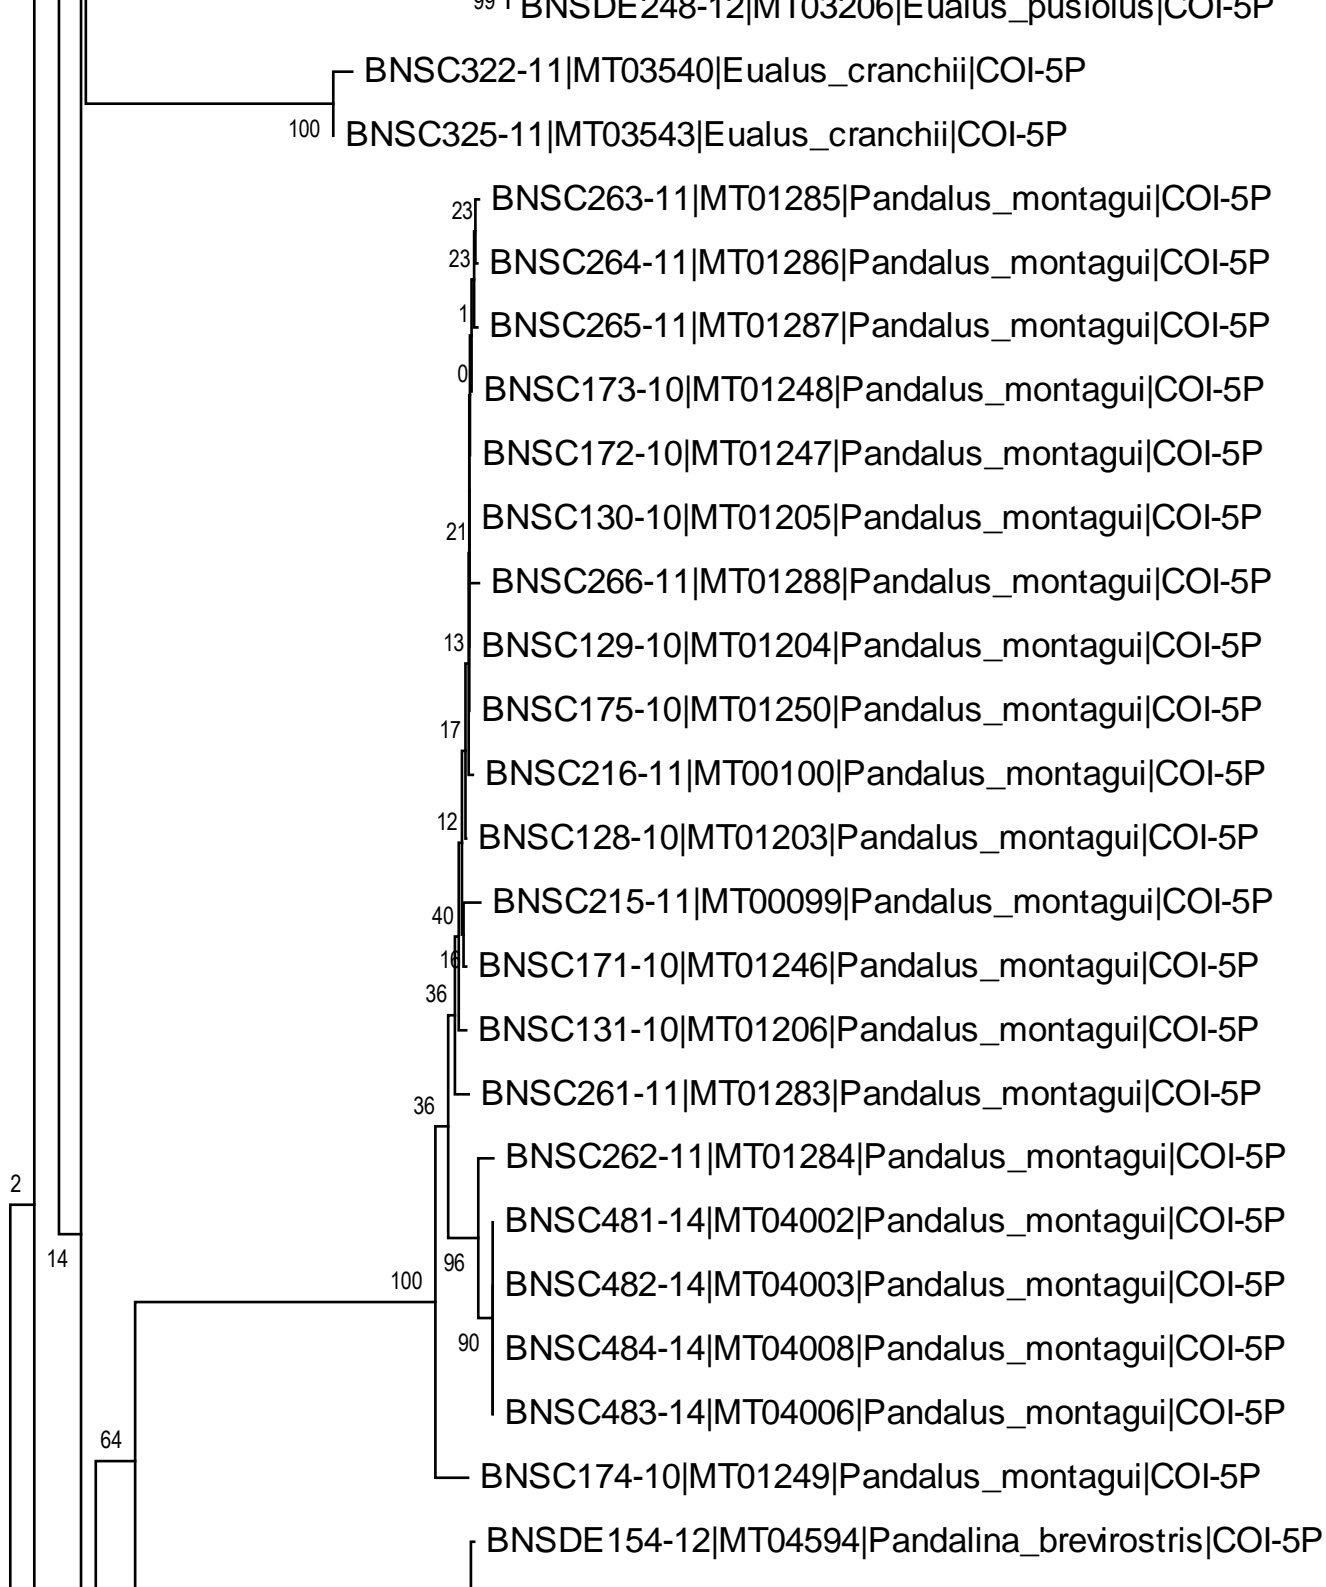 99 BNSDE248-12|MT03206|Eualus_pusiolus|COI-5P
BNSC322-11|MT03540|Eualus_cranchii|COI-5P
100 BNSC325-11|MT03543|Eualus_cranchii|COI-5P
BNSC263-11|MT01285|Pandalus_montagui|COI-5P
23
23 BNSC264-11|MT01286|Pandalus_montagui|COI-5P
1 BNSC265-11|MT01287|Pandalus_montagui|COI-5P
0 BNSC173-10|MT01248|Pandalus_montagui|COI-5P
BNSC172-10|MT01247|Pandalus_montagui|COI-5P
BNSC130-10|MT01205|Pandalus_montagui|COI-5P
21
BNSC266-11|MT01288|Pandalus_montagui|COI-5P
13 BNSC129-10|MT01204|Pandalus_montagui|COI-5P
BNSC175-10|MT01250|Pandalus_montagui|COI-5P
17
BNSC216-11|MT00100|Pandalus_montagui|COI-5P
12 BNSC128-10|MT01203|Pandalus_montagui|COI-5P
BNSC215-11|MT00099|Pandalus_montagui|COI-5P
40
16 BNSC171-10|MT01246|Pandalus_montagui|COI-5P
36
BNSC131-10|MT01206|Pandalus_montagui|COI-5P
BNSC261-11|MT01283|Pandalus_montagui|COI-5P
36
BNSC262-11|MT01284|Pandalus_montagui|COI-5P
2
BNSC481-14|MT04002|Pandalus_montagui|COI-5P
14
96
100 BNSC482-14|MT04003|Pandalus_montagui|COI-5P
90 BNSC484-14|MT04008|Pandalus_montagui|COI-5P
BNSC483-14|MT04006|Pandalus_montagui|COI-5P
64
BNSC174-10|MT01249|Pandalus_montagui|COI-5P
BNSDE154-12|MT04594|Pandalina_brevirostris|COI-5P